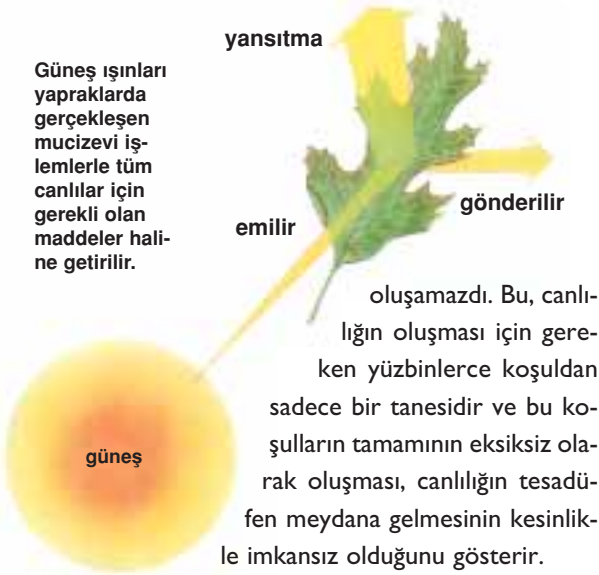 yansıtma
Güneş ışınları
yapraklarda
gerçekleşen
mucizevi iş-
lemlerle tüm
canlılar için
gerekli olan
maddeler hali-
ne getirilir.
gönderilir
emilir
güneş
oluşamazdı. Bu, canlı-
lığın oluşması için gere-
ken yüzbinlerce koşuldan
sadece bir tanesidir ve bu ko-
şulların tamamının eksiksiz ola-
rak oluşması, canlılığın tesadü-
fen meydana gelmesinin kesinlik-
le imkansız olduğunu gösterir.